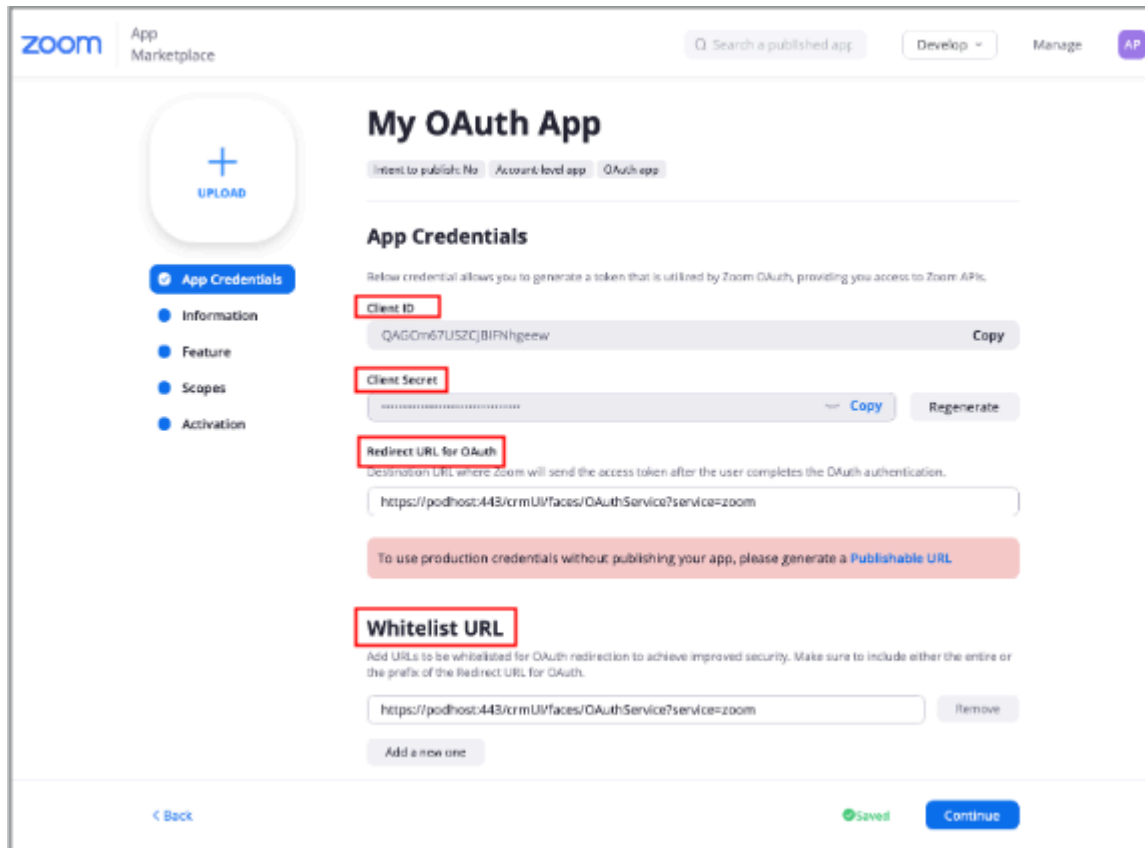 zoom
App
Marketplace
Search a published app
Develop
Manage
AP
UPLOAD
My OAuth App
Intent to publish: No Account-level app OAuth app
App Credentials
Below credential allows you to generate a token that is utilized by Zoom OAuth, providing you access to Zoom APIs.
App Credentials
Information
Feature
Scopes
Activation
Client ID
Copy
Client Secret
Copy
Regenerate
Redirect URL for OAuth
Destination URL where Zoom will send the access token after the user completes the OAuth authentication.
https://podhost:443/crmUI/faces/OAuthService?service=zoom
To use production credentials without publishing your app, please generate a Publishable URL
Whitelist URL
Add URLs to be whitelisted for OAuth redirection to achieve improved security. Make sure to include either the entire or
the prefix of the Redirect URL for OAuth.
https://podhost:443/crmUI/faces/OAuthService?service=zoom
Remove
Add a new one
< Back
Saved
Continue